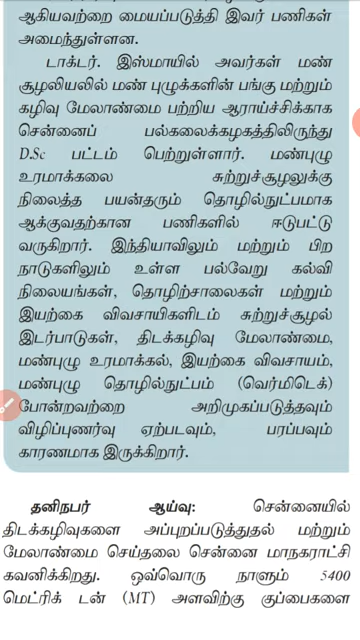 ஆகியவற்றை மையப்படுத்தி இவர் பணிகள்
அமைந்துள்ளன.
டாக்டர். இஸ்மாயில் அவர்கள் மண்
சூழலியலில் மண் புழுக்களின் பங்கு மற்றும்
கழிவு மேலாண்மை பற்றிய ஆராய்ச்சிக்காக
சென்னைப் பல்கலைக்கழகத்திலிருந்து
D.Sc பட்டம் பெற்றுள்ளார். மண்புழு
உரமாக்கலை சுற்றுச்சூழலுக்கு
நிலைத்த பயன்தரும் தொழில்நுட்பமாக
ஆக்குவதற்கான பணிகளில் ஈடுபட்டு
வருகிறார். இந்தியாவிலும் மற்றும் பிற
நாடுகளிலும் உள்ள பல்வேறு கல்வி
நிலையங்கள், தொழிற்சாலைகள் மற்றும்
இயற்கை விவசாயிகளிடம் சுற்றுச்சூழல்
இடர்பாடுகள், திடக்கழிவு மேலாண்மை,
மண்புழு உரமாக்கல், இயற்கை விவசாயம்,
மண்புழு தொழில்நுட்பம் (வெர்மிடெக்)
போன்றவற்றை அறிமுகப்படுத்தவும்
விழிப்புணர்வு ஏற்படவும், பரப்பவும்
காரணமாக இருக்கிறார்.
தனிநபர் ஆய்வு: சென்னையில்
திடக்கழிவுகளை அப்புறப்படுத்துதல் மற்றும்
மேலாண்மை செய்தலை சென்னை மாநகராட்சி
கவனிக்கிறது. ஒவ்வொரு நாளும் 5400
மெட்ரிக் டன் (MT) அளவிற்கு குப்பைகளை